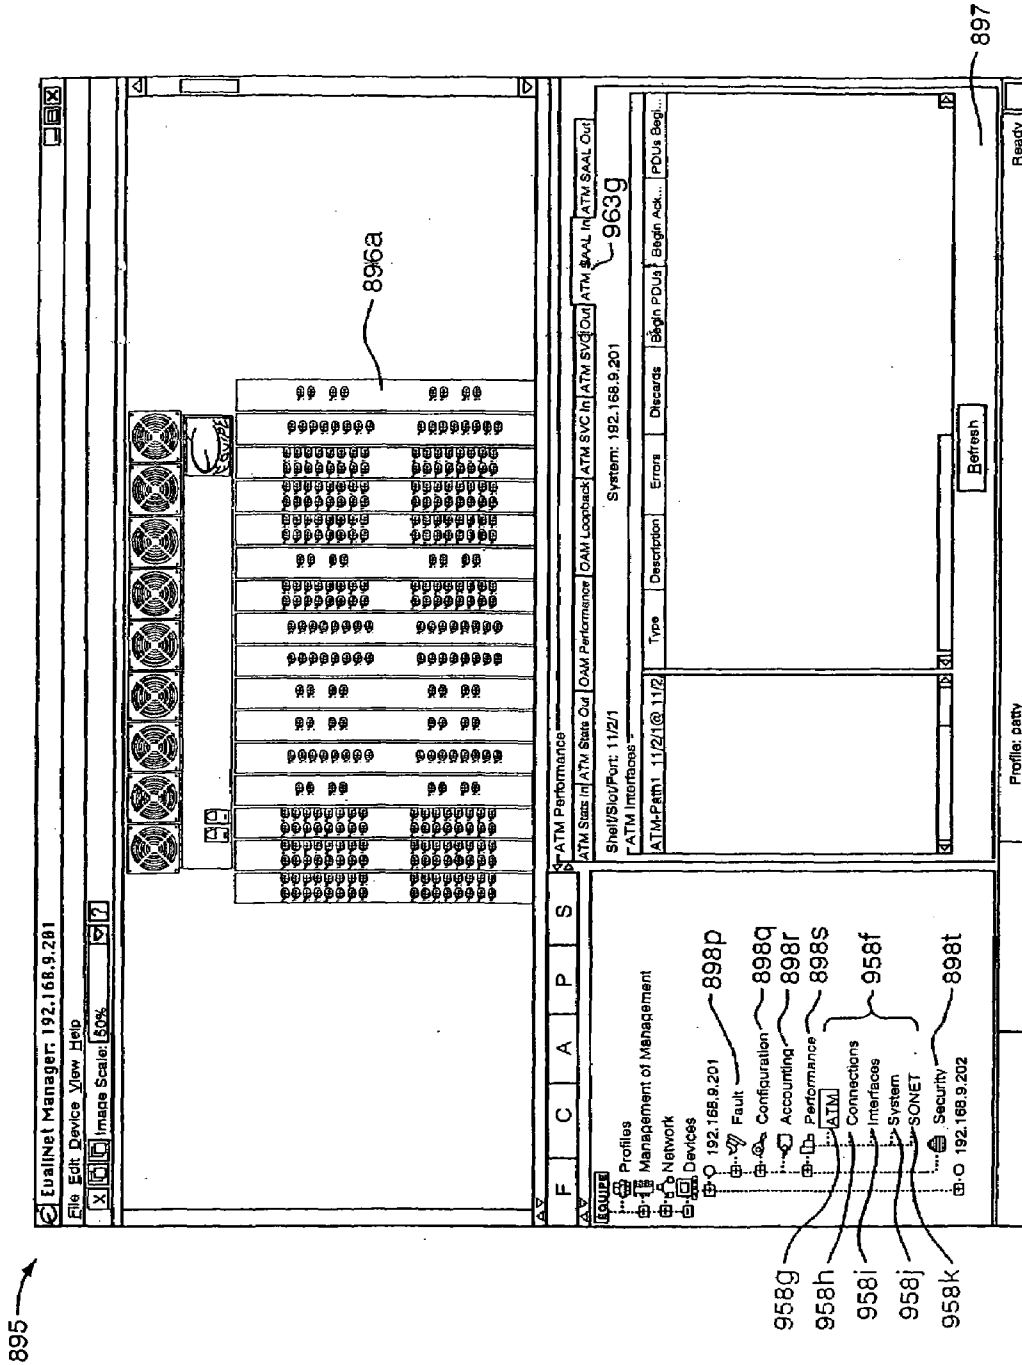 895
EualiNet Manager: 192.168.9.201
File Edit Device View Help
X Image Scale: 50% ?
896a
F C A P S
EQUIPE
Profiles
Management of Management
Network
Devices
192.168.9.201
898p
Fault
Configuration
898q
Accounting
898r
Performance
898s
ATM
958g
Connections
958h
958f
Interfaces
958i
System
958j
SONET
958k
Security
898t
192.168.9.202
ATM Performance
ATM Stats In ATM Stats Out OAM Performance OAM Loopback ATM SVC In ATM SVC Out ATM SAAL In ATM SAAL Out
963g
Shelf/Slot/Port: 11/2/1 System: 192.168.9.201
ATM Interfaces
ATM-Path1 11/2/1@ 11/2
Type Description Errors Discards Begin PDUs Begin Ack... PDUs Begi...
Refresh
897
Profile: patty
Ready